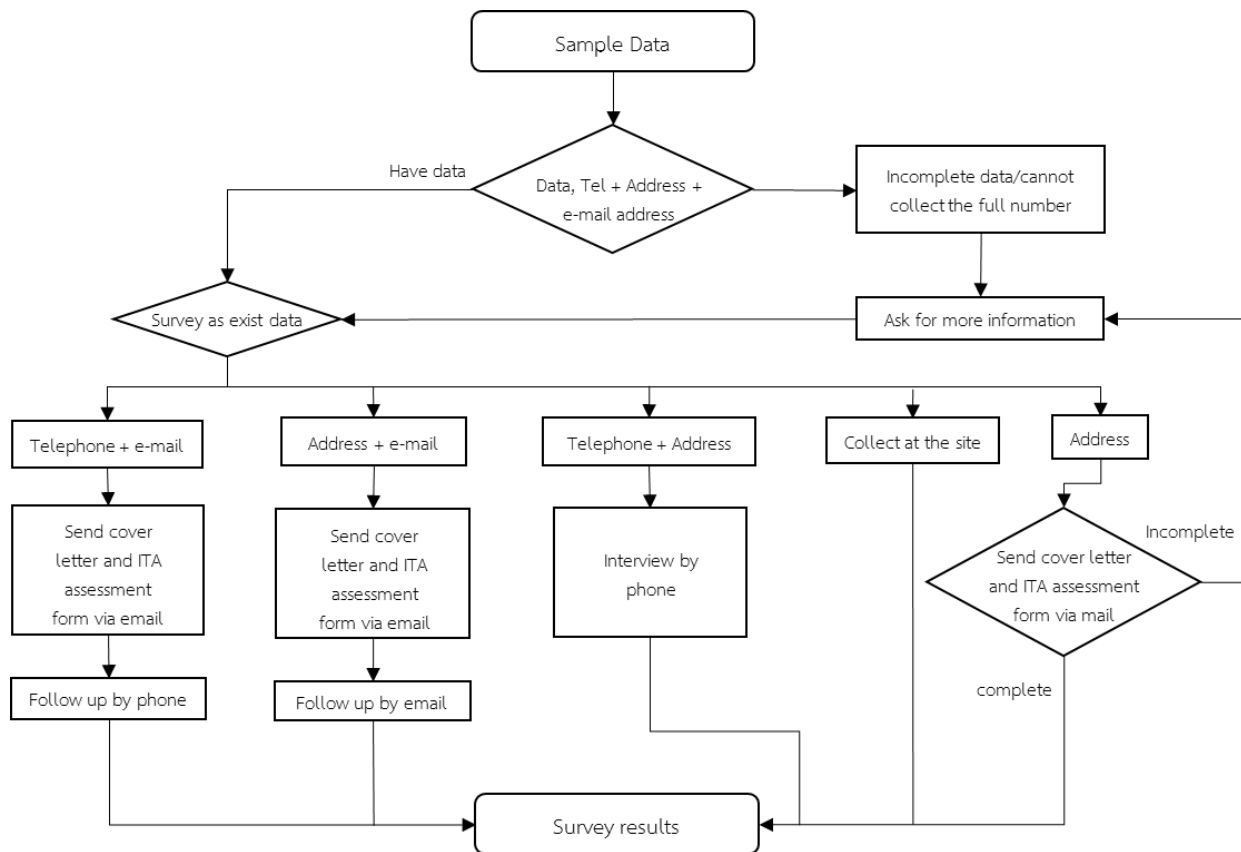 Sample Data
Have data
Data, Tel + Address +
e-mail address
Incomplete data/cannot
collect the full number
Survey as exist data
Ask for more information
Telephone + e-mail
Address + e-mail
Telephone + Address
Collect at the site
Address
Send cover
letter and ITA
assessment
form via email
Send cover
letter and ITA
assessment
form via email
Interview by
phone
Incomplete
Send cover letter
and ITA assessment
form via mail
Follow up by phone
Follow up by email
complete
Survey results